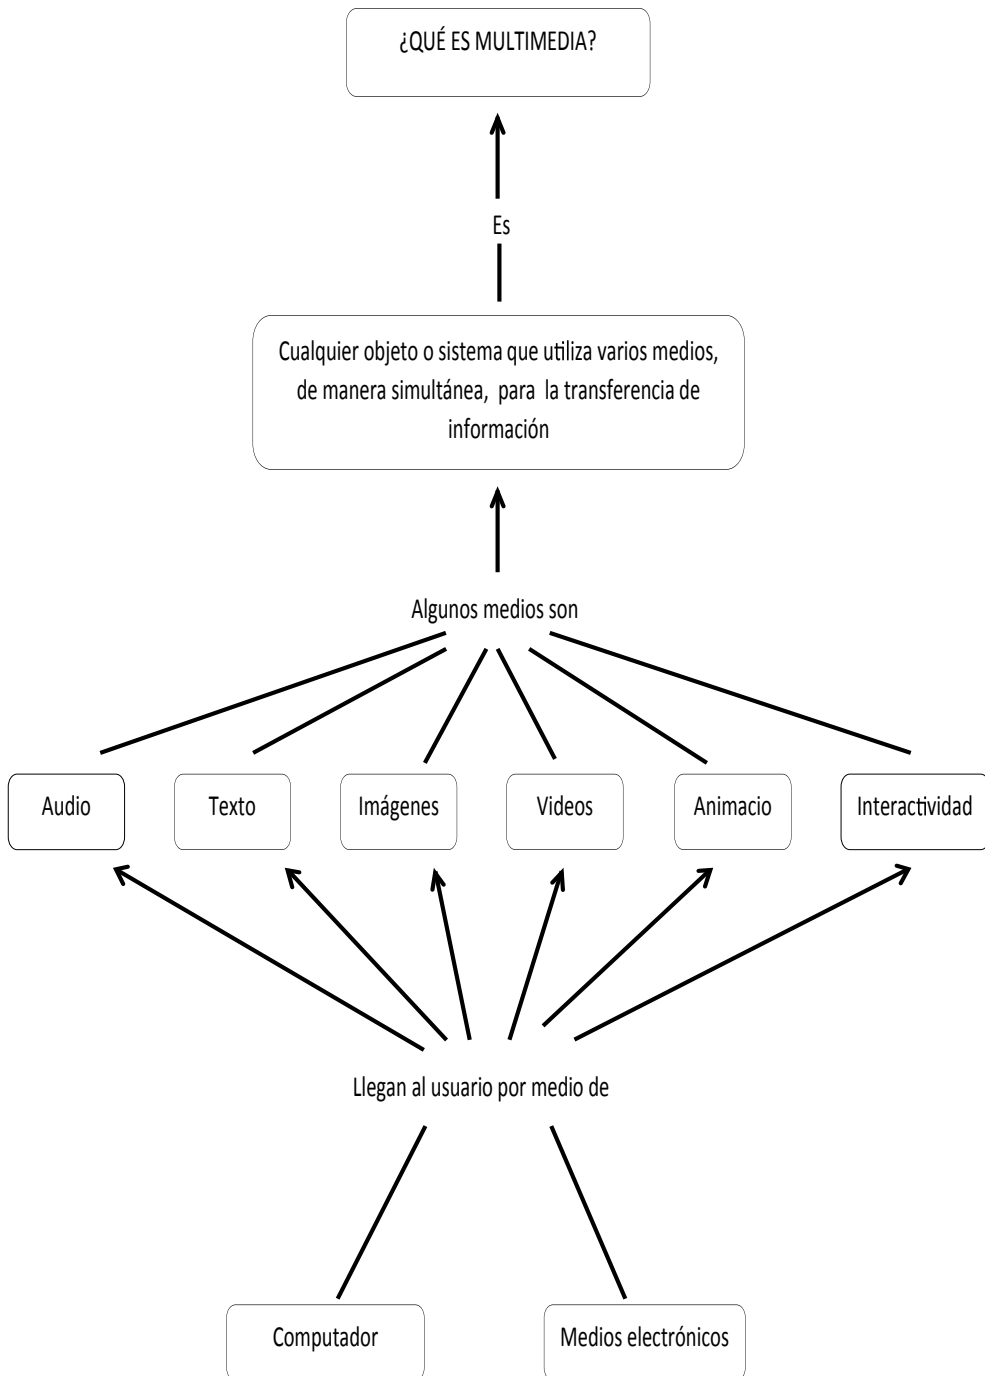 ¿QUÉ ES MULTIMEDIA?
Es
Cualquier objeto o sistema que utiliza varios medios,
de manera simultánea, para la transferencia de
información
Algunos medios son
Audio
Texto
Imágenes
Videos
Animacio
Interactividad
Llegan al usuario por medio de
Computador
Medios electrónicos